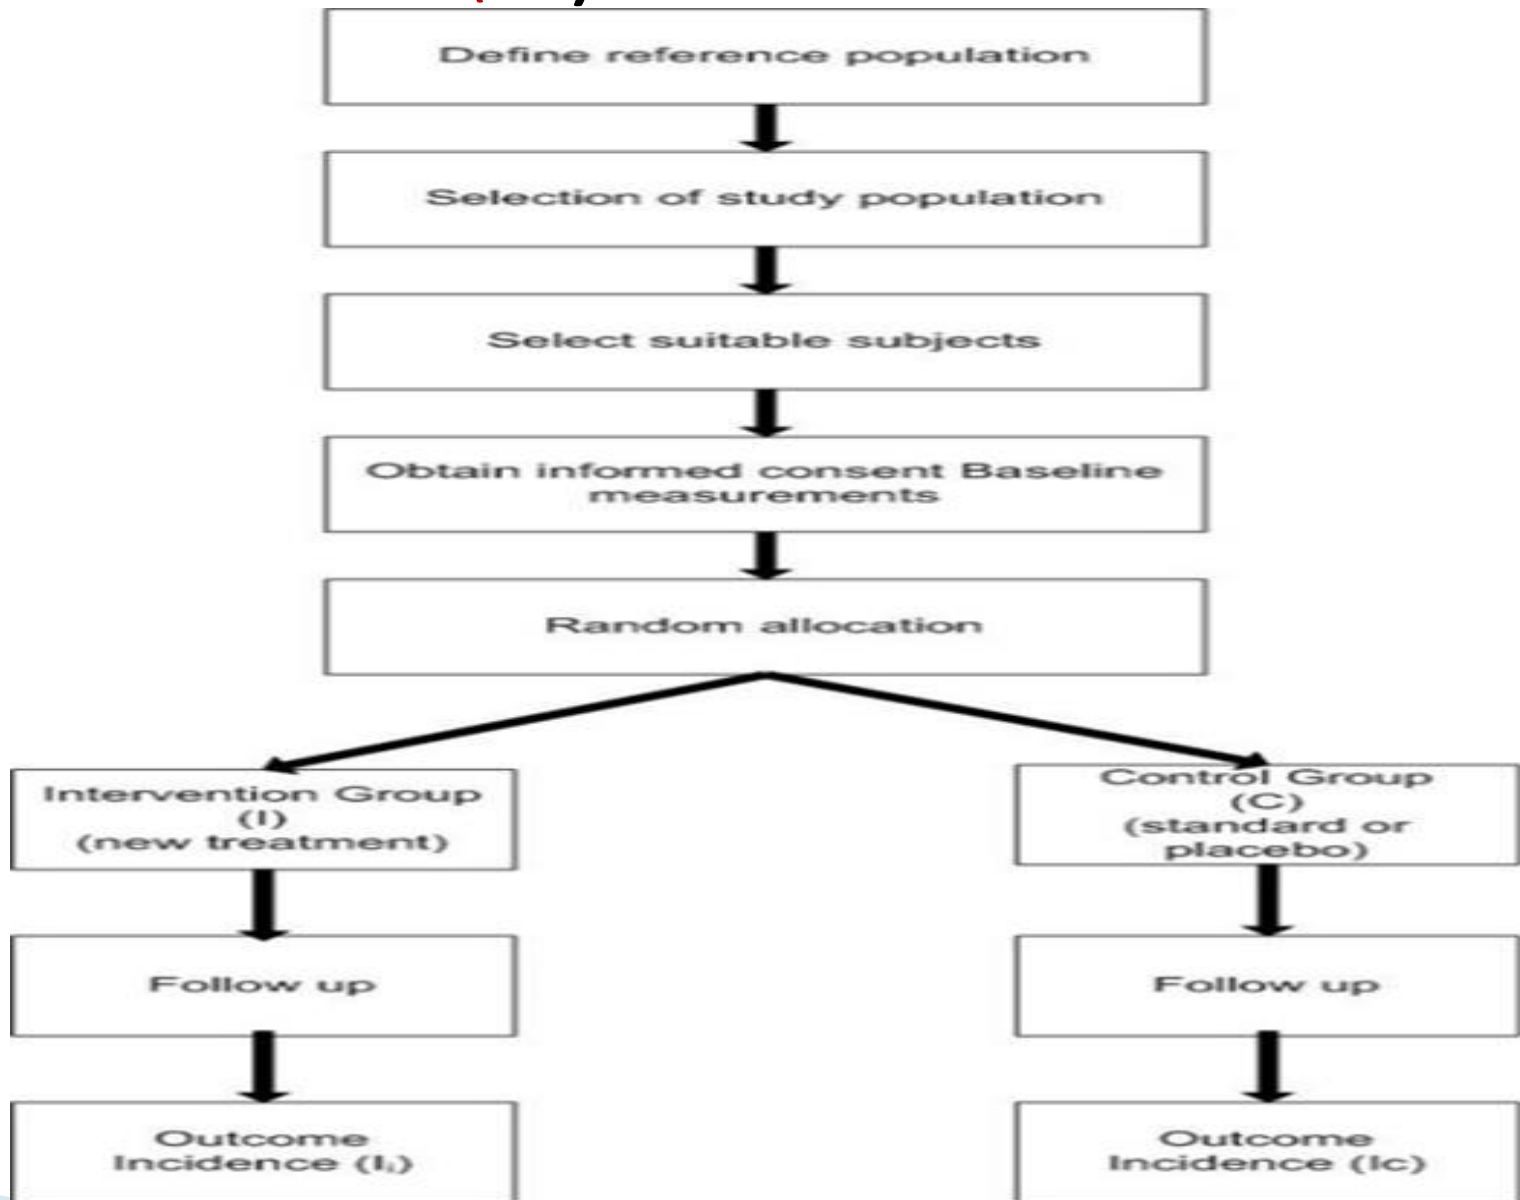 Define reference population
Selection of study population
Select suitable subjects
Obtain informed consent Baseline
measurements
Random allocation
Intervention Group
(I)
(new treatment)
Control Group
(C)
(standard or
placebo)
Follow up
Follow up
Outcome
Incidence (Iᵢ)
Outcome
Incidence (Ic)